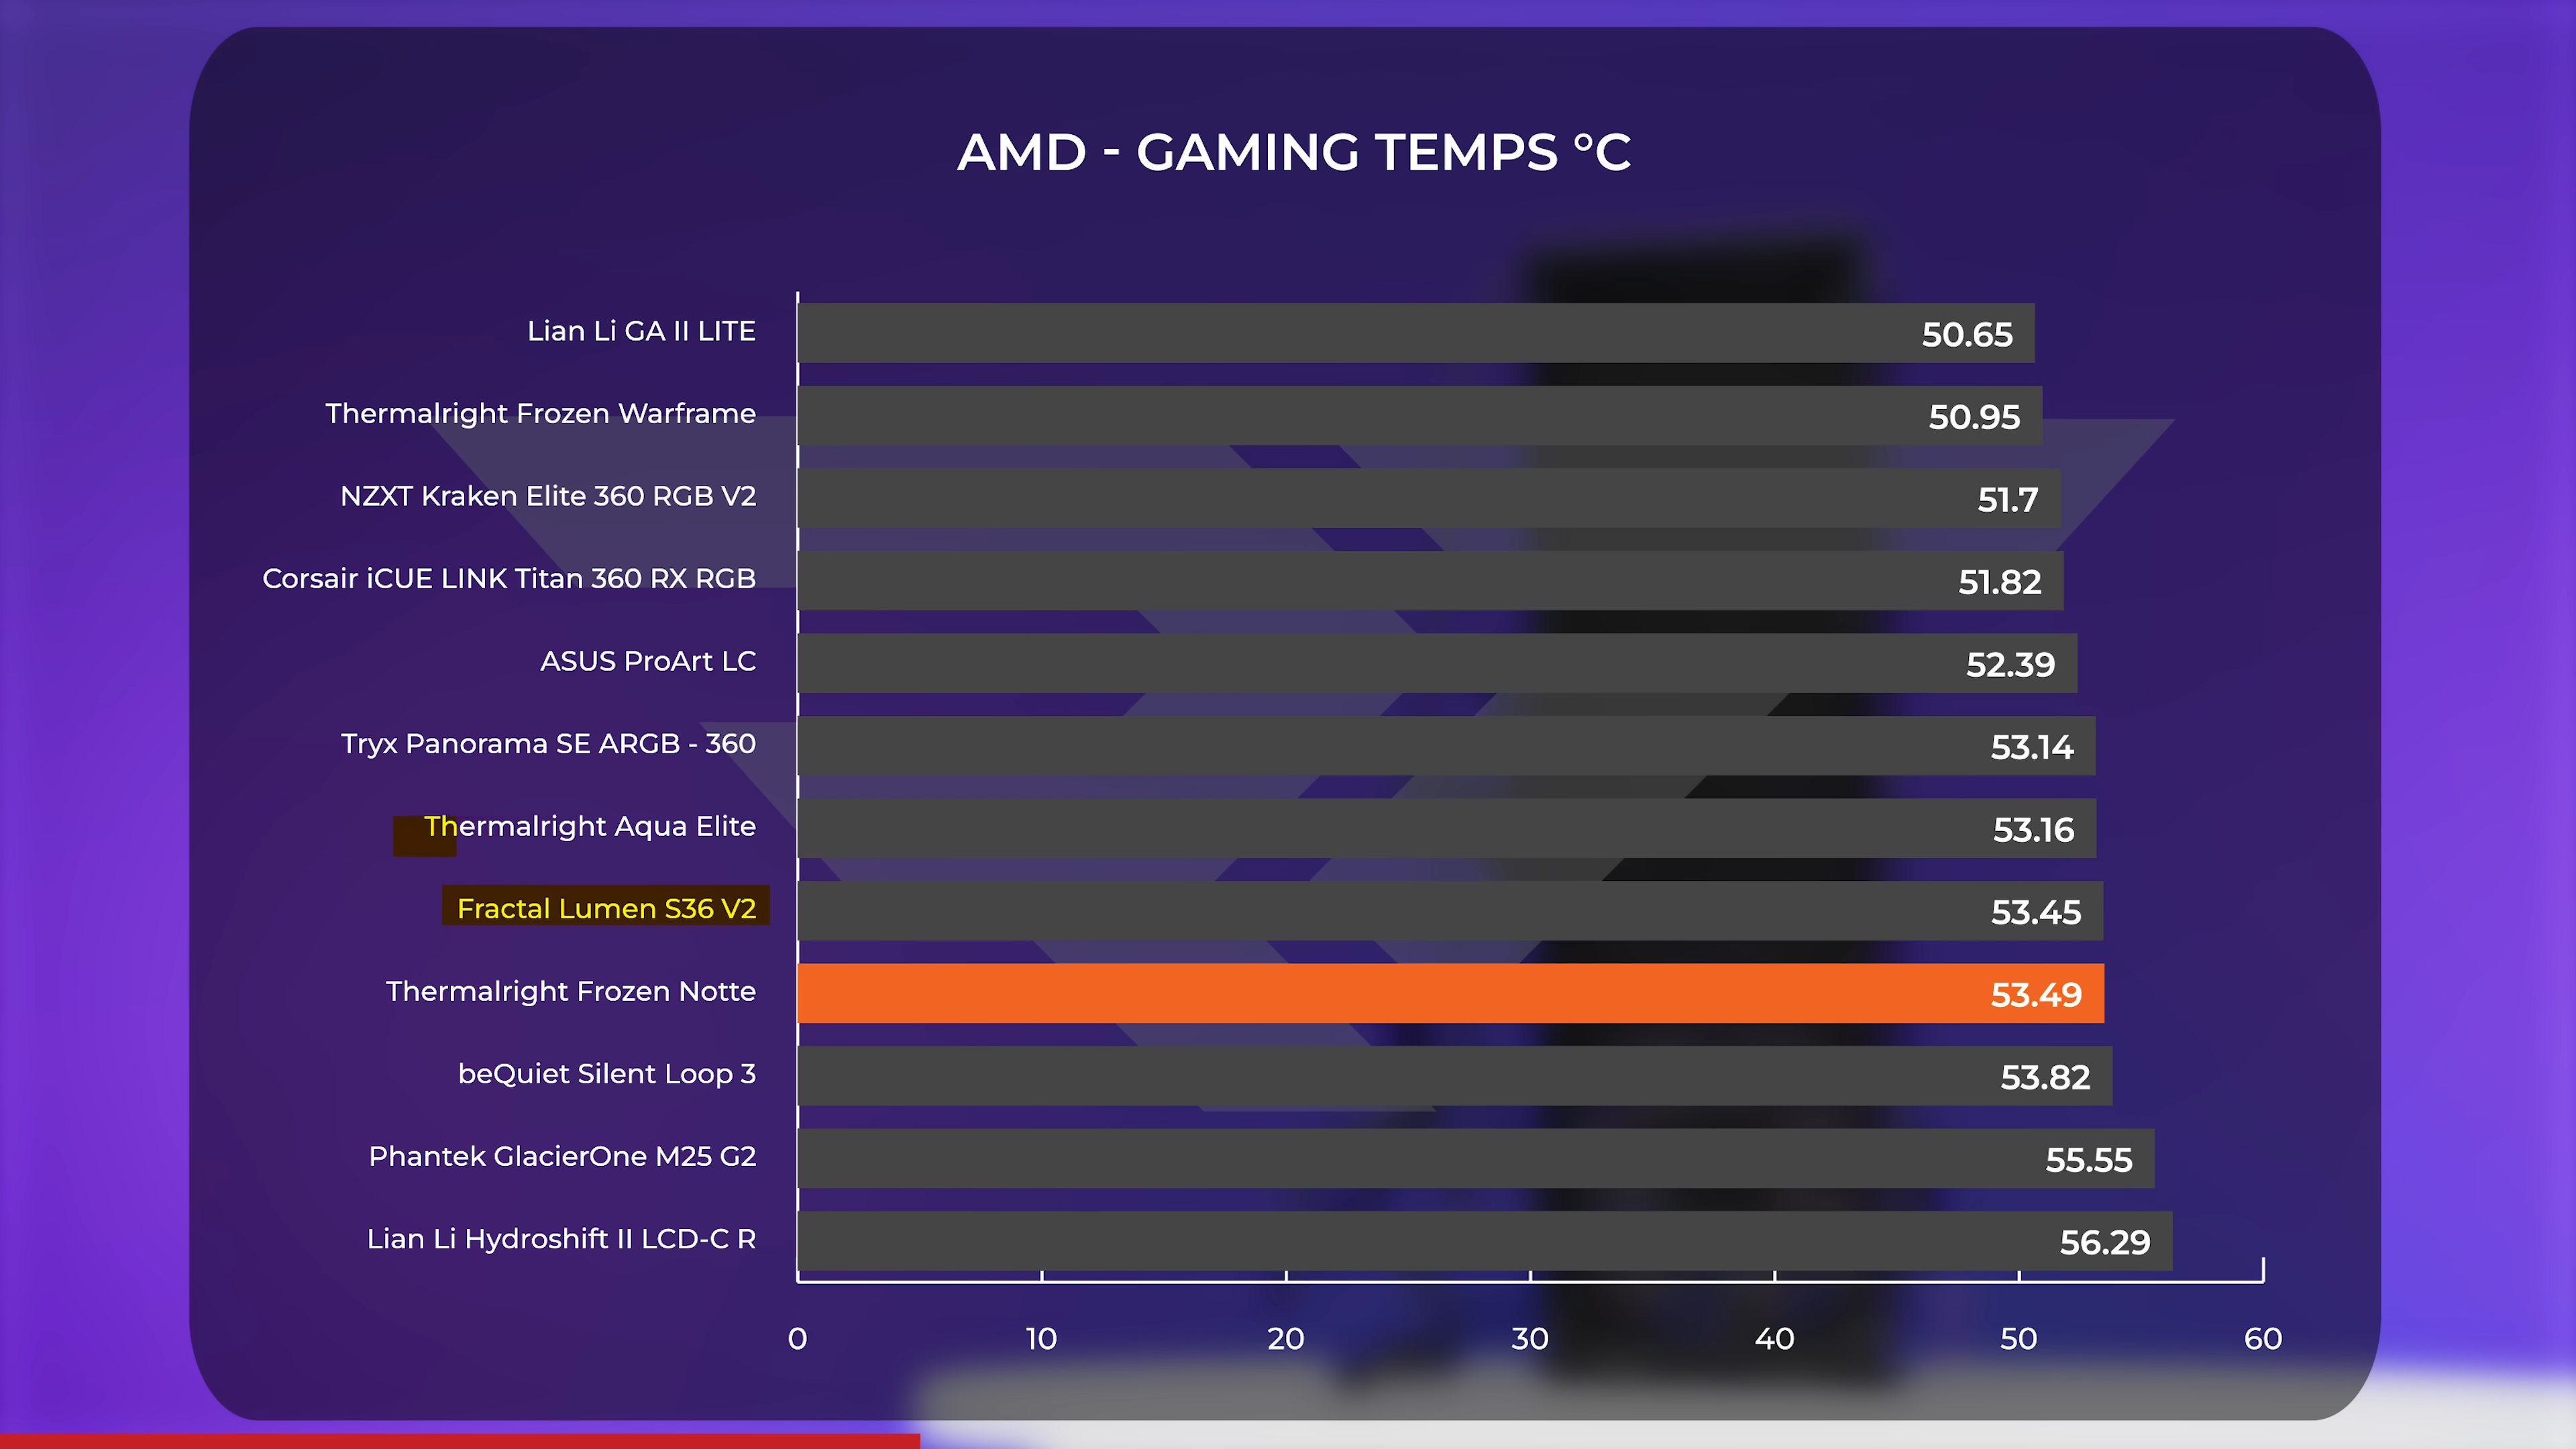 AMD - GAMING TEMPS °C
Lian Li GA II LITE 50.65
Thermalright Frozen Warframe 50.95
NZXT Kraken Elite 360 RGB V2 51.7
Corsair iCUE LINK Titan 360 RX RGB 51.82
ASUS ProArt LC 52.39
Tryx Panorama SE ARGB - 360 53.14
Thermalright Aqua Elite 53.16
Fractal Lumen S36 V2 53.45
Thermalright Frozen Notte 53.49
beQuiet Silent Loop 3 53.82
Phantek GlacierOne M25 G2 55.55
Lian Li Hydroshift II LCD-C R 56.29
0 10 20 30 40 50 60